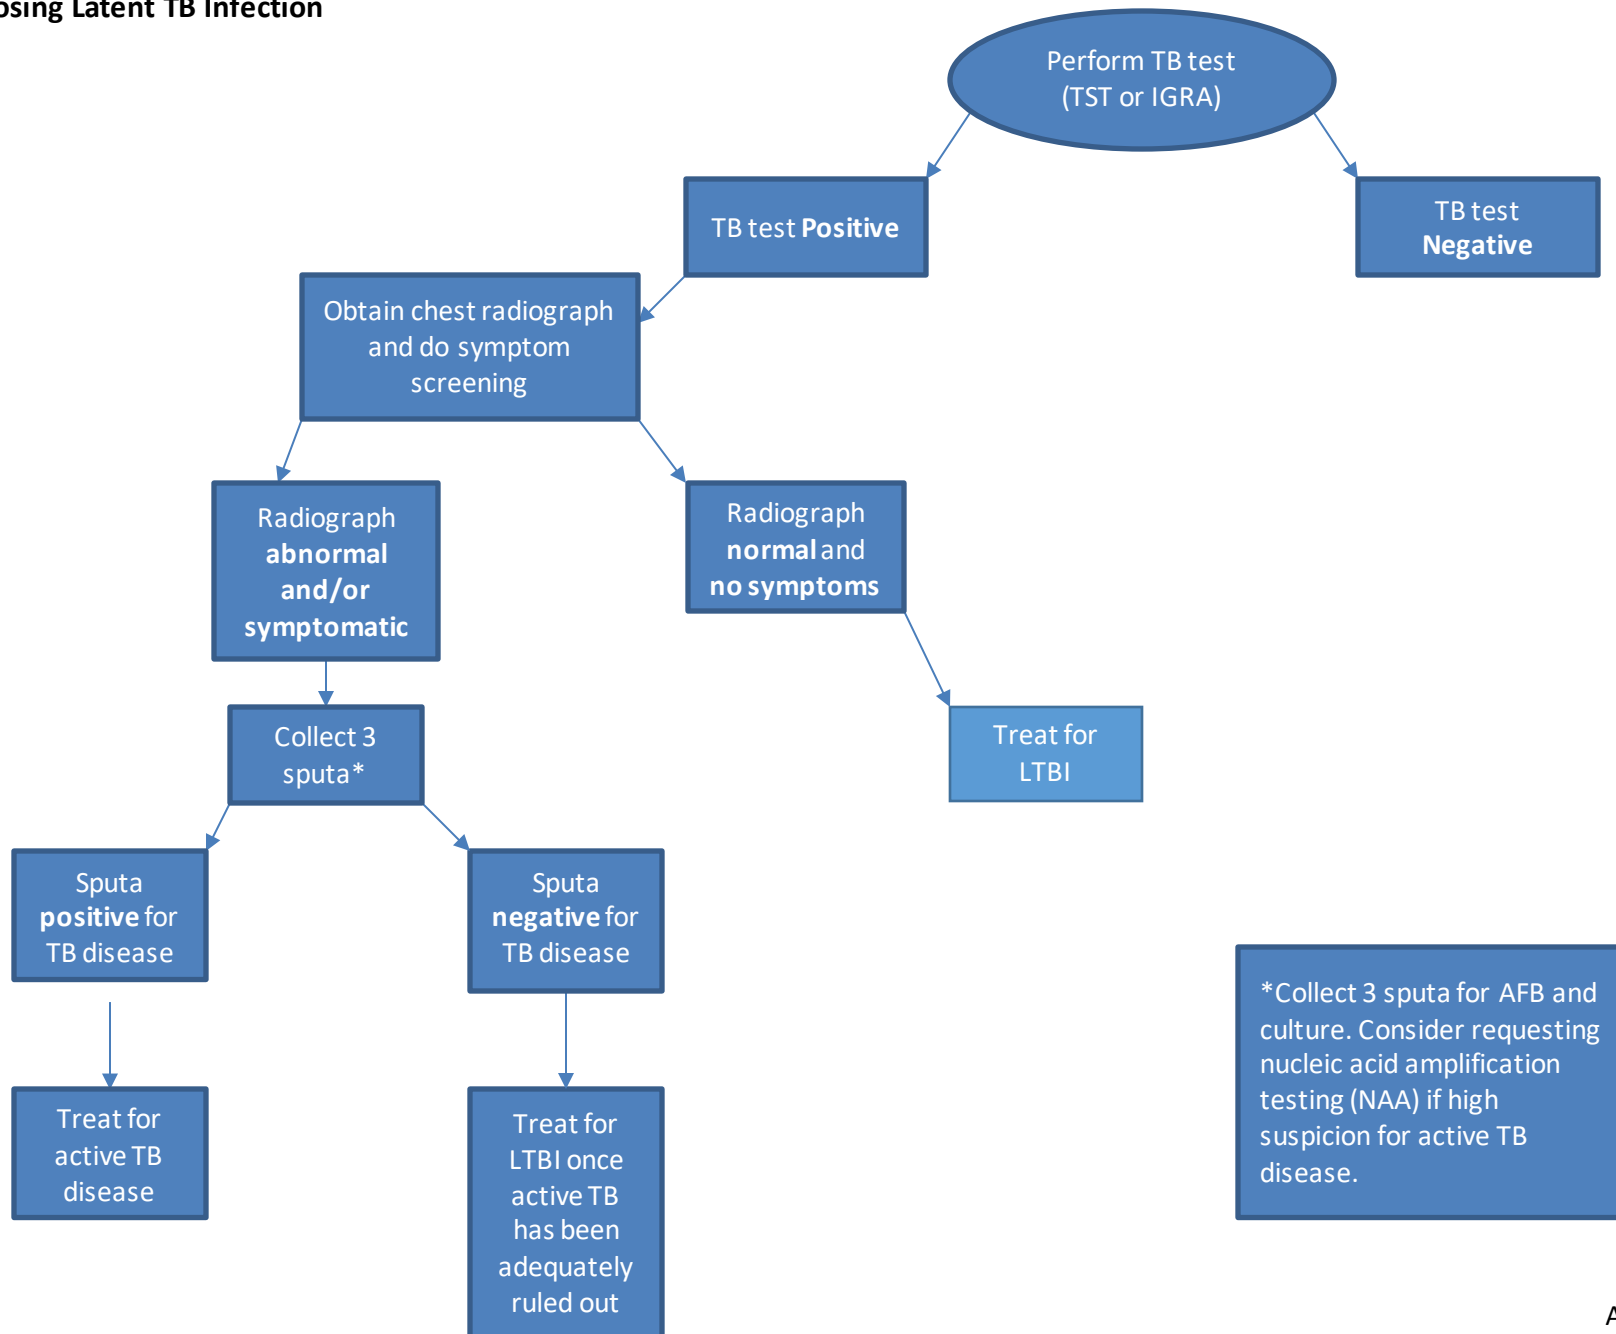 osing Latent TB Infection
Perform TB test
(TST or IGRA)
TB test Positive
TB test
Negative
Obtain chest radiograph
and do symptom
screening
Radiograph
abnormal
and/or
symptomatic
Radiograph
normal and
no symptoms
Collect 3
sputa*
Treat for
LTBI
Sputa
positive for
TB disease
Sputa
negative for
TB disease
*Collect 3 sputa for AFB and
culture. Consider requesting
nucleic acid amplification
testing (NAA) if high
suspicion for active TB
disease.
Treat for
active TB
disease
Treat for
LTBI once
active TB
has been
adequately
ruled out
A